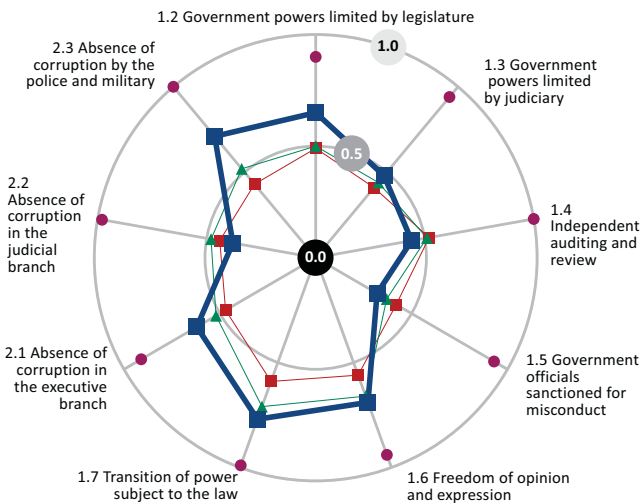 1.2 Government powers limited by legislature
1.0
2.3 Absence of
corruption by the
police and military
1.3 Government
powers limited
by judiciary
0.5
2.2
Absence of
corruption
in the
judicial
branch
1.4
Independent
auditing and
review
0.0
2.1 Absence of
corruption in
the executive
branch
1.5 Government
officials
sanctioned for
misconduct
1.7 Transition of power
subject to the law
1.6 Freedom of opinion
and expression